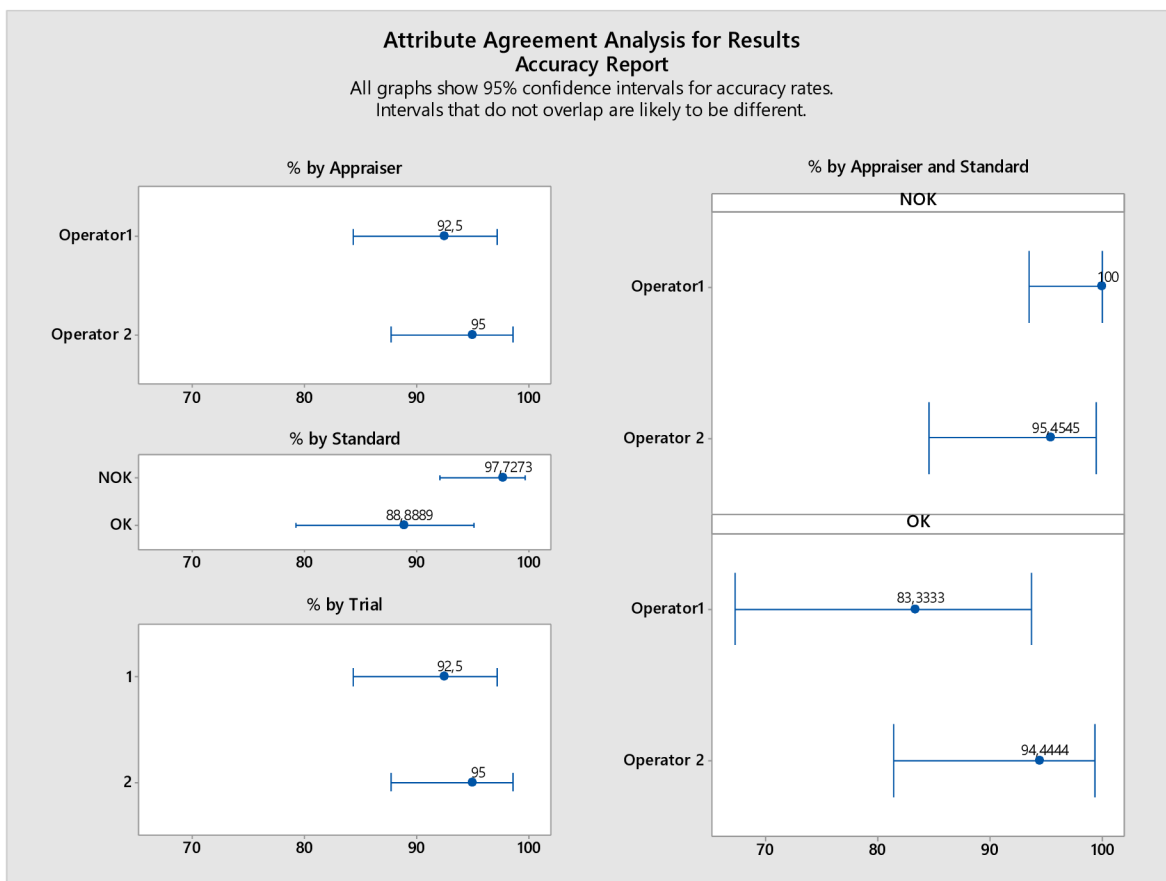 Attribute Agreement Analysis for Results
Accuracy Report
All graphs show 95% confidence intervals for accuracy rates.
Intervals that do not overlap are likely to be different.
% by Appraiser
Operator1
92,5
Operator 2
95
70 80 90 100
% by Standard
NOK
97,7273
OK
88,8889
70 80 90 100
% by Trial
1
92,5
2
95
70 80 90 100
% by Appraiser and Standard
NOK
Operator1
100
Operator 2
95,4545
OK
Operator1
83,3333
Operator 2
94,4444
70 80 90 100